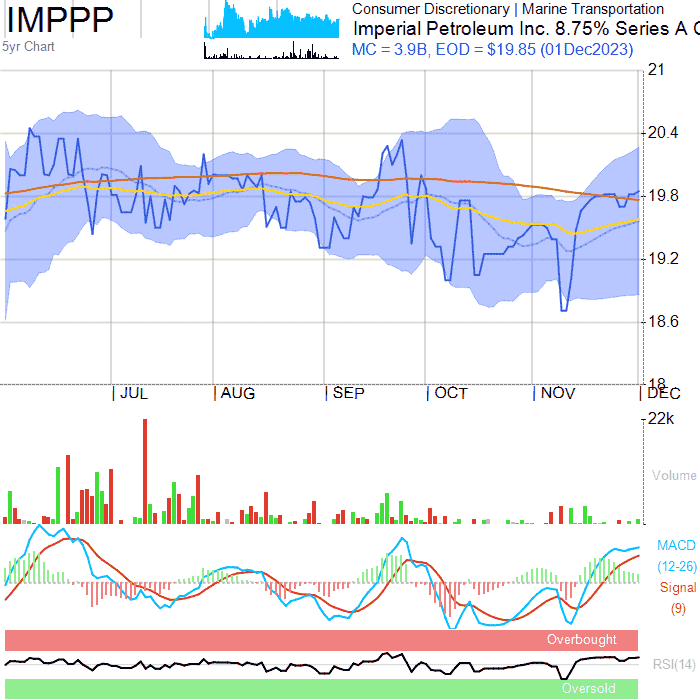 IMPPP
5yr Chart
Consumer Discretionary | Marine Transportation
Imperial Petroleum Inc. 8.75% Series A C
MC = 3.9B, EOD = $19.85 (01Dec2023)
21
20.4
19.8
19.2
18.6
18
JUL AUG SEP OCT NOV DEC
22k
Volume
MACD
(12-26)
Signal
(9)
Overbought
RSI(14)
Oversold